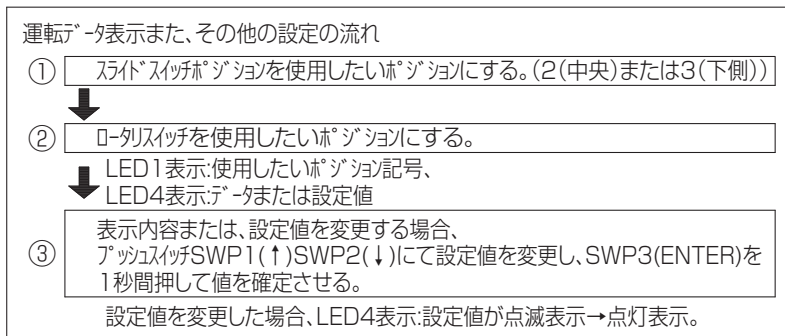 運転データ表示また、その他の設定の流れ
① スライドスイッチポジションを使用したいポジションにする。(2(中央)または3(下側))
② ロータリスイッチを使用したいポジションにする。
LED1表示:使用したいポジション記号、
LED4表示:データまたは設定値
表示内容または、設定値を変更する場合、
③ プッシュスイッチSWP1(↑)SWP2(↓)にて設定値を変更し、SWP3(ENTER)を
1秒間押して値を確定させる。
設定値を変更した場合、LED4表示:設定値が点滅表示→点灯表示。